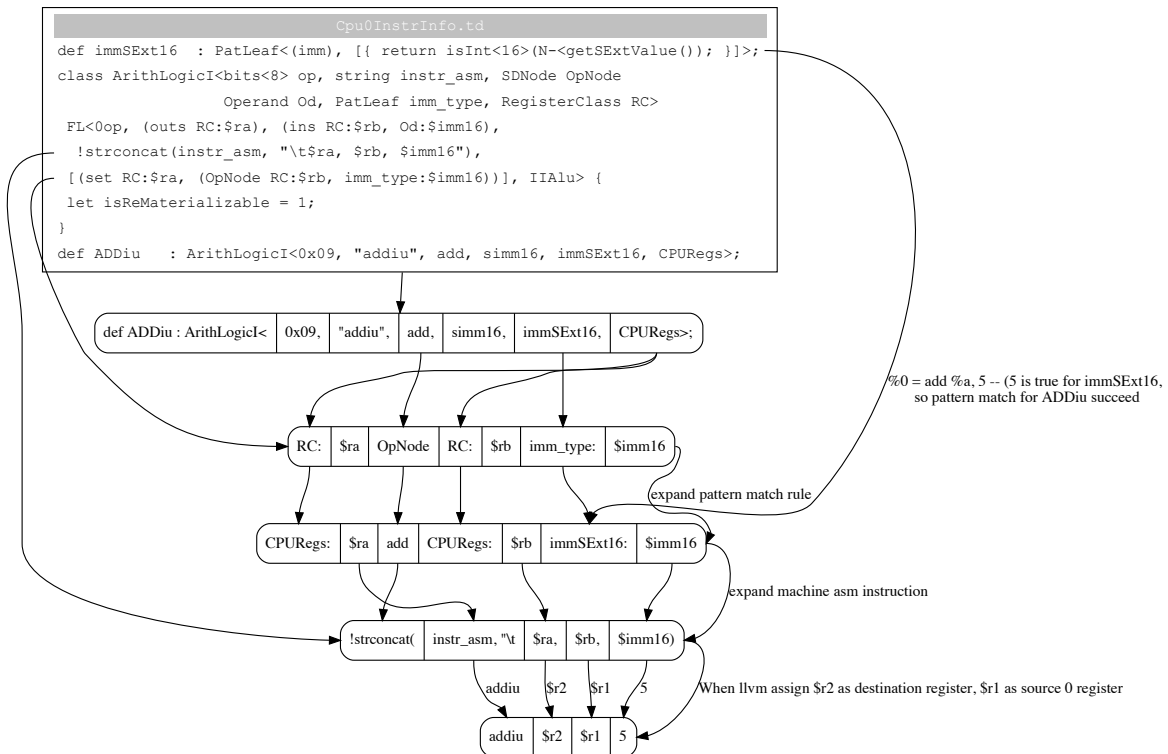 Cpu0InstrInfo.td
def immSExt16  : PatLeaf<(imm), [{ return isInt<16>(N-<getSExtValue()); }]>;
class ArithLogicI<bits<8> op, string instr_asm, SDNode OpNode
Operand Od, PatLeaf imm_type, RegisterClass RC>
FL<0op, (outs RC:$ra), (ins RC:$rb, Od:$imm16),
!strconcat(instr_asm, "\t$ra, $rb, $imm16"),
[(set RC:$ra, (OpNode RC:$rb, imm_type:$imm16))], IIAlu> {
let isReMaterializable = 1;
}
def ADDiu   : ArithLogicI<0x09, "addiu", add, simm16, immSExt16, CPURegs>;
def ADDiu : ArithLogicI< 0x09, "addiu", add, simm16, immSExt16, CPURegs>;
%0 = add %a, 5 -- (5 is true for immSExt16,
so pattern match for ADDiu succeed
RC: $ra OpNode RC: $rb imm_type: $imm16
expand pattern match rule
CPURegs: $ra add CPURegs: $rb immSExt16: $imm16
expand machine asm instruction
!strconcat( instr_asm, "\t $ra, $rb, $imm16)
addiu $r2 $r1 5 When llvm assign $r2 as destination register, $r1 as source 0 register
addiu $r2 $r1 5